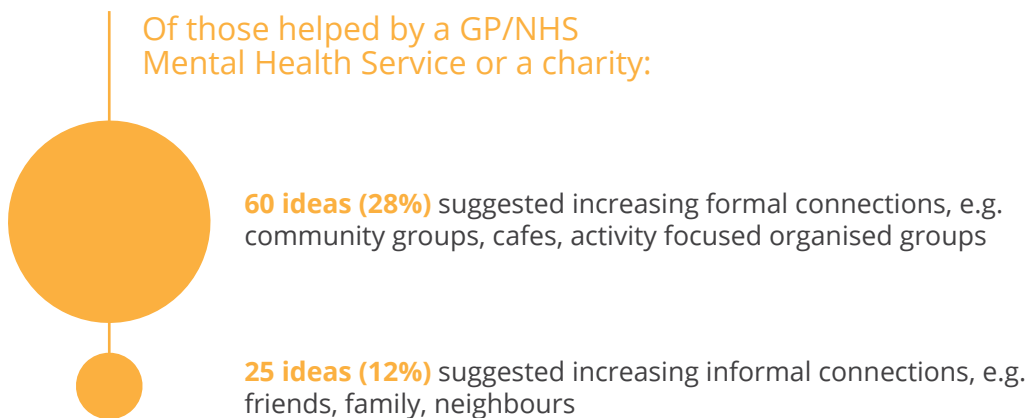 Of those helped by a GP/NHS
Mental Health Service or a charity:
60 ideas (28%) suggested increasing formal connections, e.g.
community groups, cafes, activity focused organised groups
25 ideas (12%) suggested increasing informal connections, e.g.
friends, family, neighbours